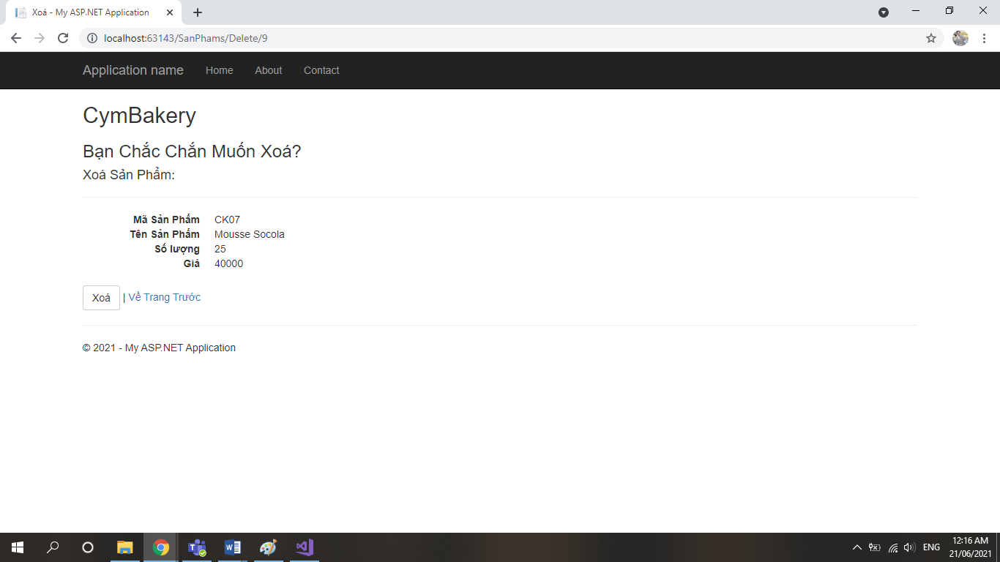 Xoá - My ASP.NET Application
localhost:63143/SanPhams/Delete/9
Application name Home About Contact
CymBakery
Bạn Chắc Chắn Muốn Xoá?
Xoá Sản Phẩm:
Mã Sản Phẩm CK07
Tên Sản Phẩm Mousse Socola
Số lượng 25
Giá 40000
Xoá | Về Trang Trước
© 2021 - My ASP.NET Application
ENG
12:16 AM
21/06/2021